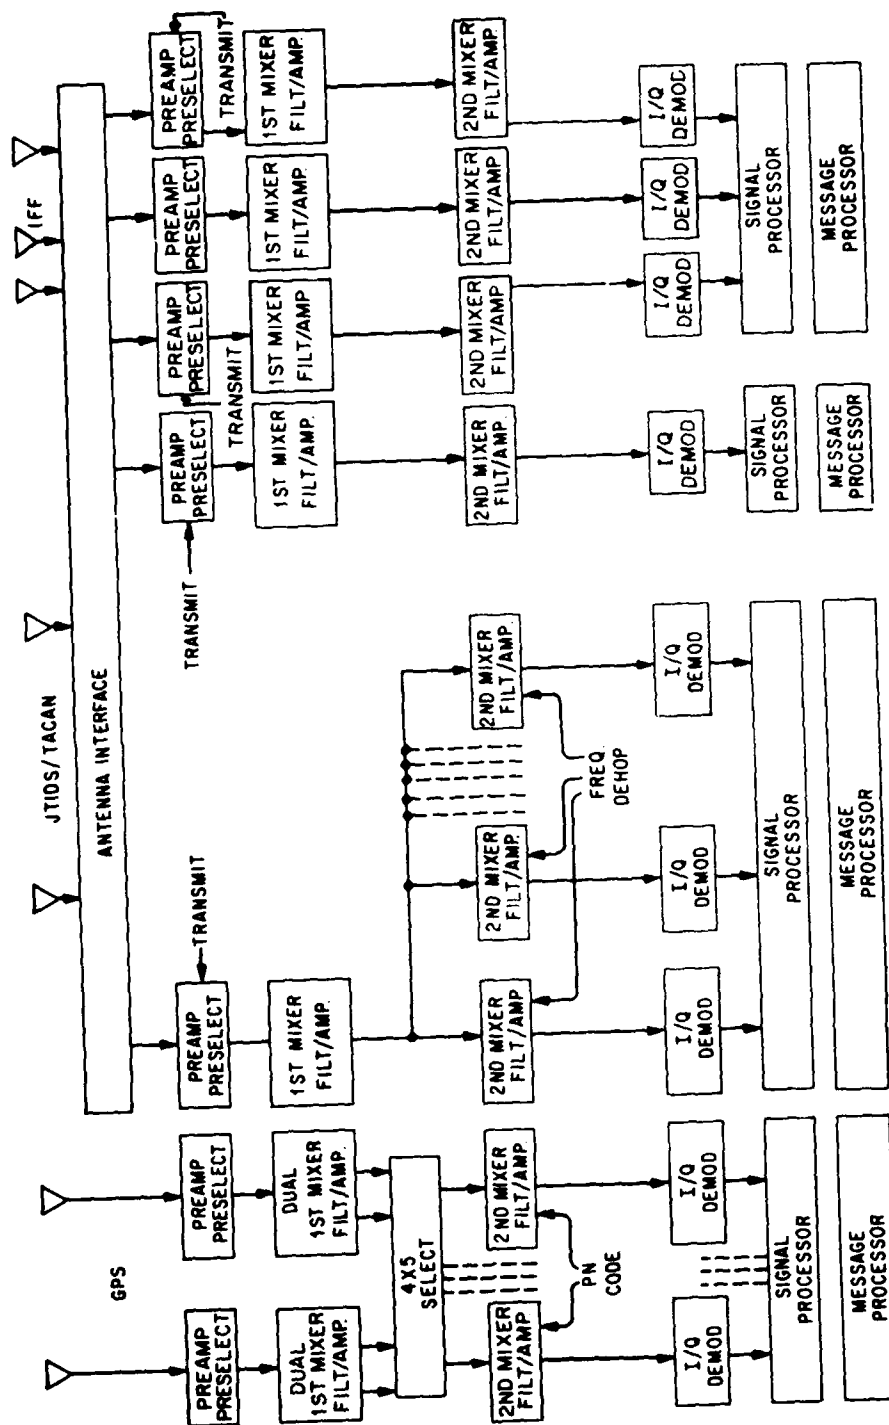 JTIDS/TACAN
IFF
GPS
ANTENNA INTERFACE
PREAMP
PRESELECT
PREAMP
PRESELECT
PREAMP
PRESELECT
TRANSMIT
TRANSMIT
PREAMP
PRESELECT
TRANSMIT
PREAMP
PRESELECT
PREAMP
PRESELECT
PREAMP
PRESELECT
TRANSMIT
DUAL
1ST MIXER
FILT/AMP.
DUAL
1ST MIXER
FILT/AMP.
1ST MIXER
FILT/AMP.
1ST MIXER
FILT/AMP.
1ST MIXER
FILT/AMP.
1ST MIXER
FILT/AMP.
1ST MIXER
FILT/AMP.
4X5
SELECT
2ND MIXER
FILT/AMP.
2ND MIXER
FILT/AMP.
2ND MIXER
FILT/AMP
2ND MIXER
FILT/AMP.
2ND MIXER
FILT/AMP.
2ND MIXER
FILT/AMP.
2ND MIXER
FILT/AMP.
2ND MIXER
FILT/AMP.
2ND MIXER
FILT/AMP.
PN
CODE
FREQ.
DEHOP
I/Q
DEMOD
I/Q
DEMOD
I/Q
DEMOD
I/Q
DEMOD
I/Q
DEMOD
I/Q
DEMOD
I/Q
DEMOD
I/Q
DEMOD
I/Q
DEMOD
SIGNAL
PROCESSOR
SIGNAL
PROCESSOR
SIGNAL
PROCESSOR
SIGNAL
PROCESSOR
MESSAGE
PROCESSOR
MESSAGE
PROCESSOR
MESSAGE
PROCESSOR
MESSAGE
PROCESSOR